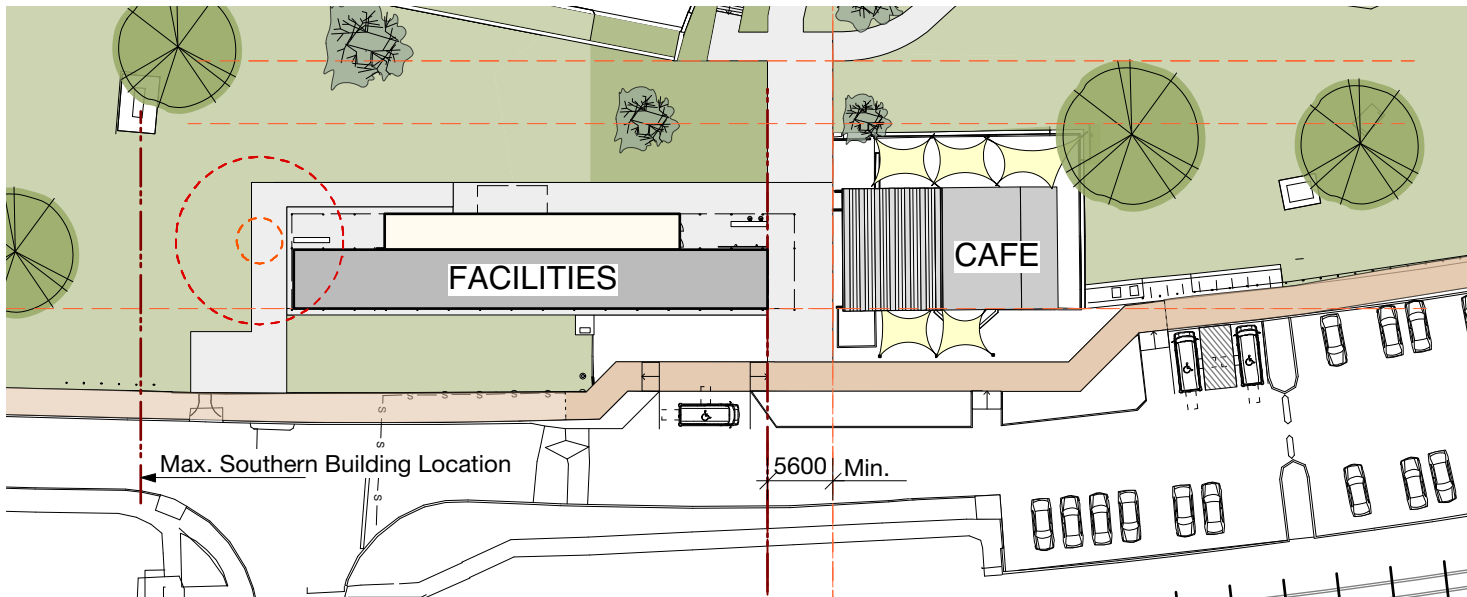 FACILITIES
CAFE
S S S S S
S
Max. Southern Building Location
5600 Min.
S